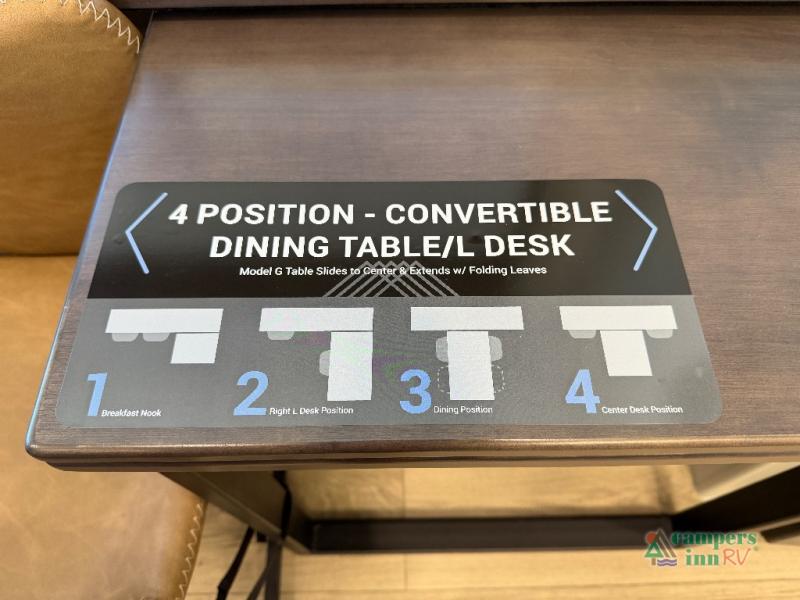 4 POSITION - CONVERTIBLE
DINING TABLE/L DESK
Model G Table Slides to Center & Extends w/ Folding Leaves
1 Breakfast Nook
2 Right L Desk Position
3 Dining Position
4 Center Desk Position
campers
inn RV®